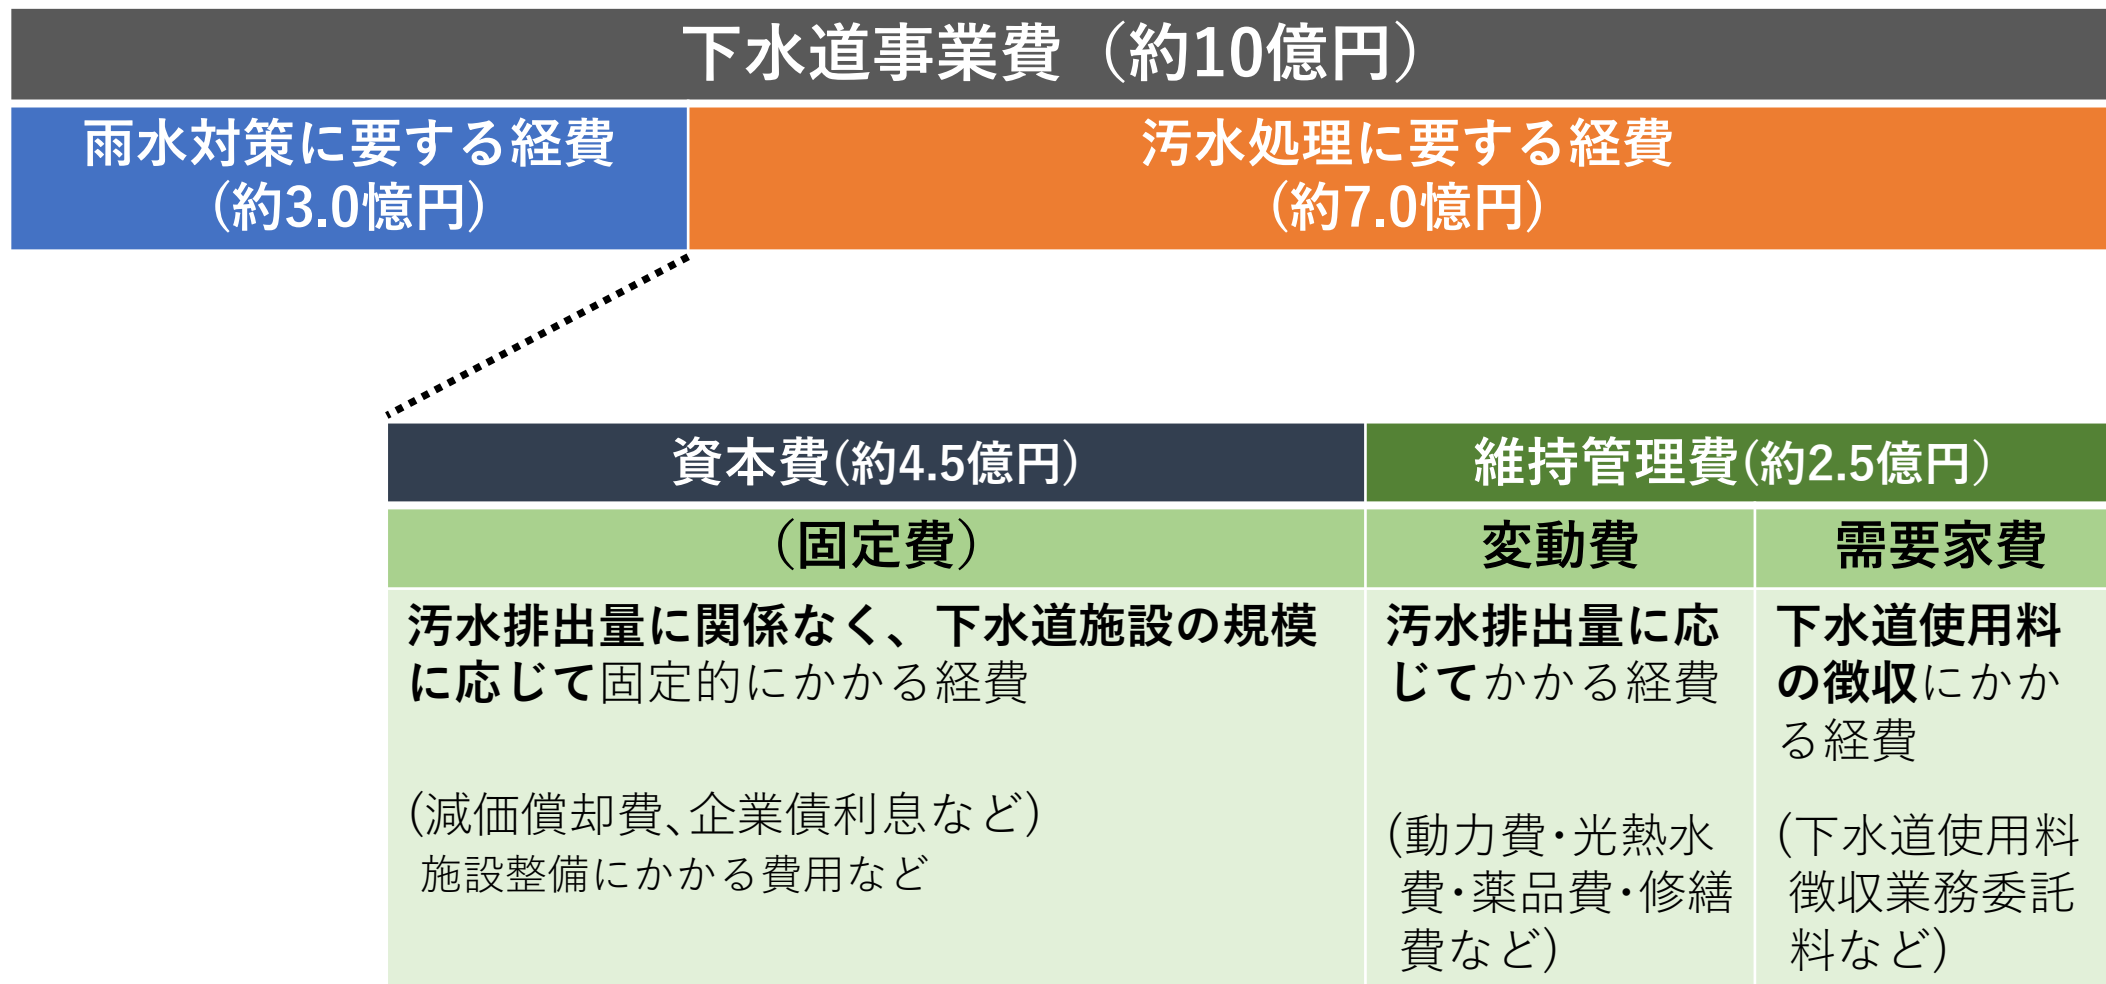 下水道事業費（約10億円）
雨水対策に要する経費
(約3.0憶円)
汚水処理に要する経費
(約7.0憶円)
資本費(約4.5億円)
維持管理費(約2.5億円)
（固定費）
変動費
需要家費
汚水排出量に関係なく、下水道施設の規模
に応じて固定的にかかる経費
(減価償却費、企業債利息など)
施設整備にかかる費用など
汚水排出量に応
じてかかる経費
(動力費・光熱水
費・薬品費・修繕
費など)
下水道使用料
の徴収にかか
る経費
(下水道使用料
徴収業務委託
料など)